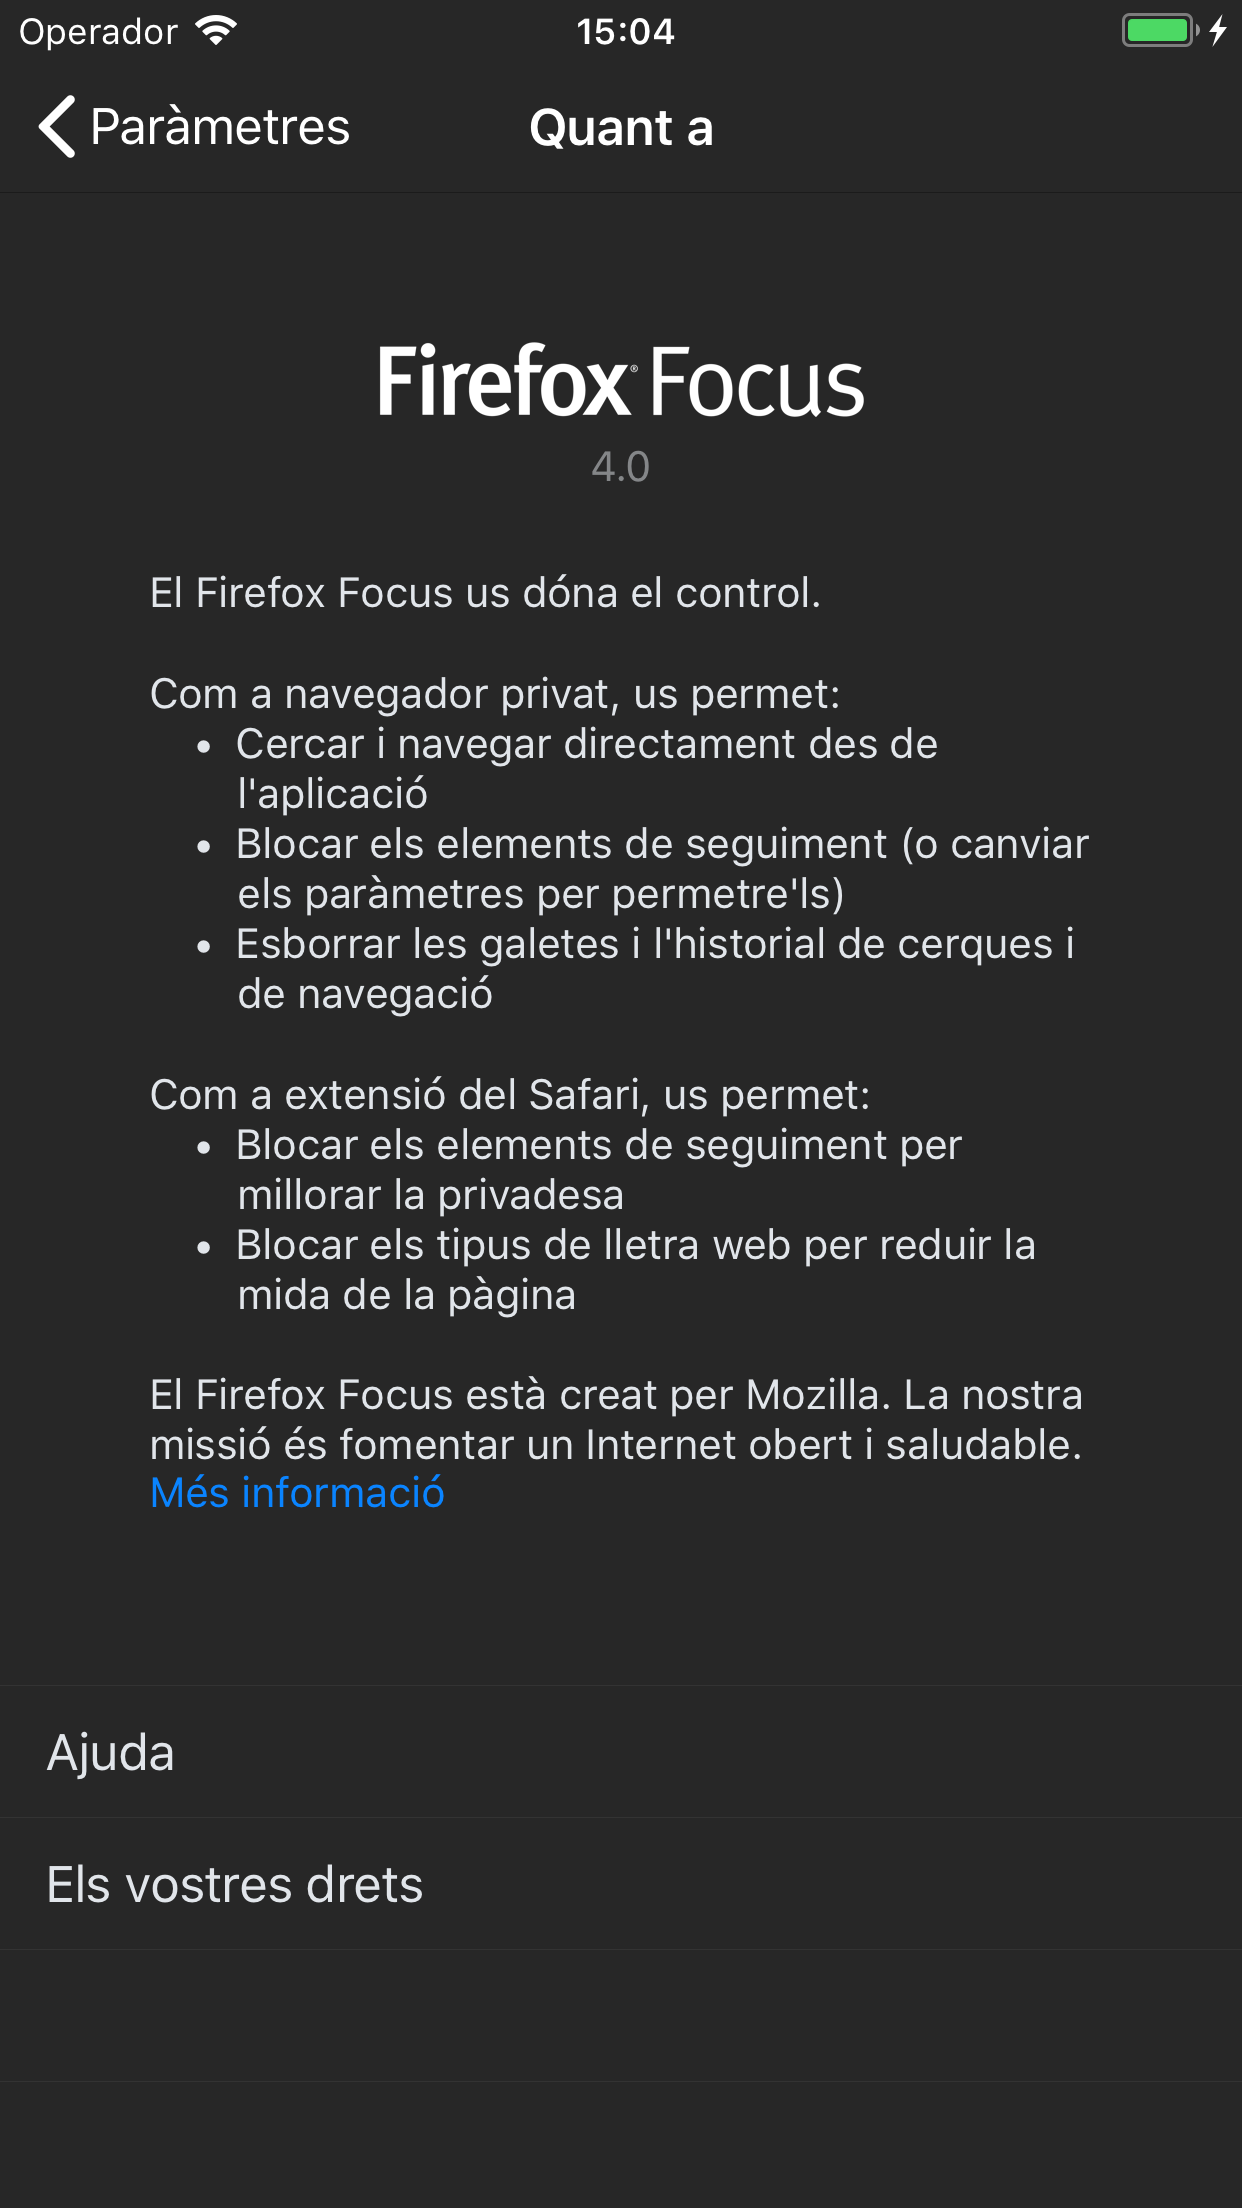 Operador
15:04
Paràmetres
Quant a
Firefox® Focus
4.0
El Firefox Focus us dóna el control.
Com a navegador privat, us permet:
• Cercar i navegar directament des de
l'aplicació
• Blocar els elements de seguiment (o canviar
els paràmetres per permetre'ls)
• Esborrar les galetes i l'historial de cerques i
de navegació
Com a extensió del Safari, us permet:
• Blocar els elements de seguiment per
millorar la privadesa
• Blocar els tipus de lletra web per reduir la
mida de la pàgina
El Firefox Focus està creat per Mozilla. La nostra
missió és fomentar un Internet obert i saludable.
Més informació
Ajuda
Els vostres drets